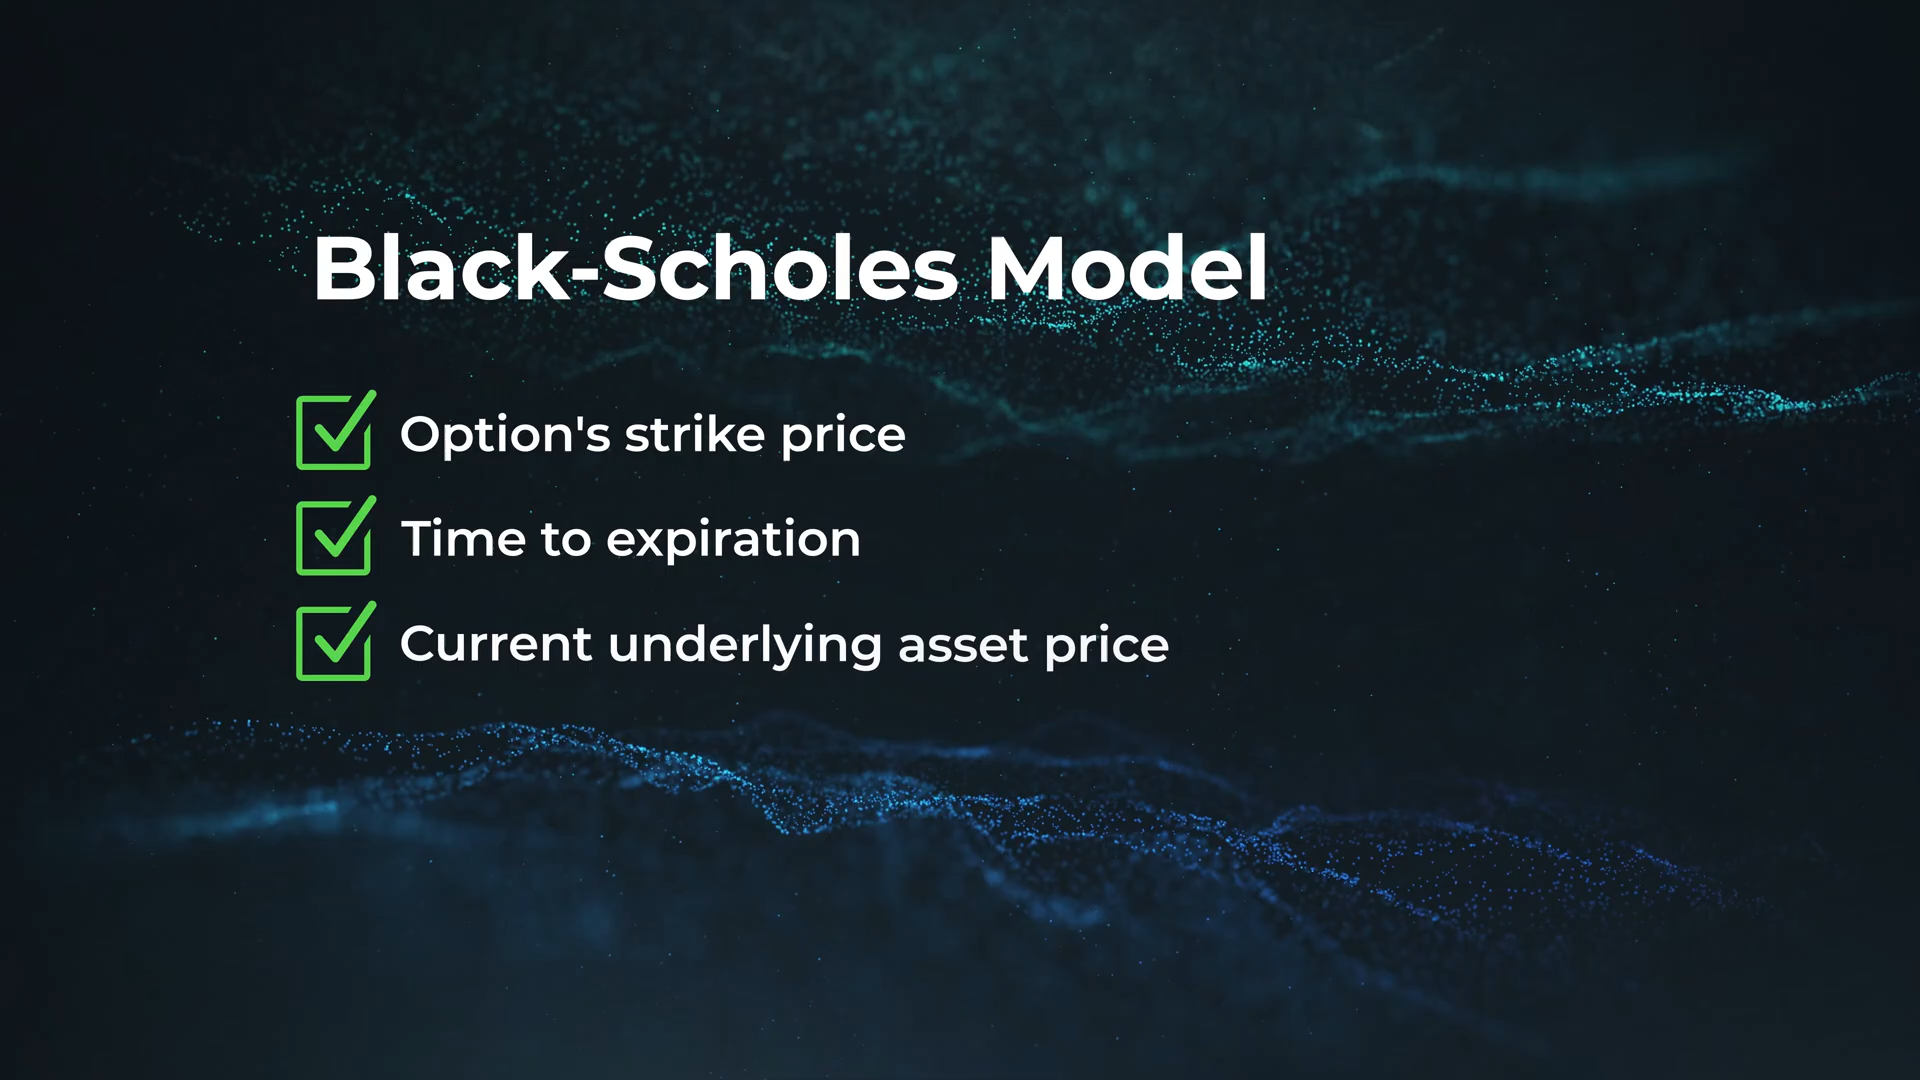 Black-Scholes Model
Option's strike price
Time to expiration
Current underlying asset price